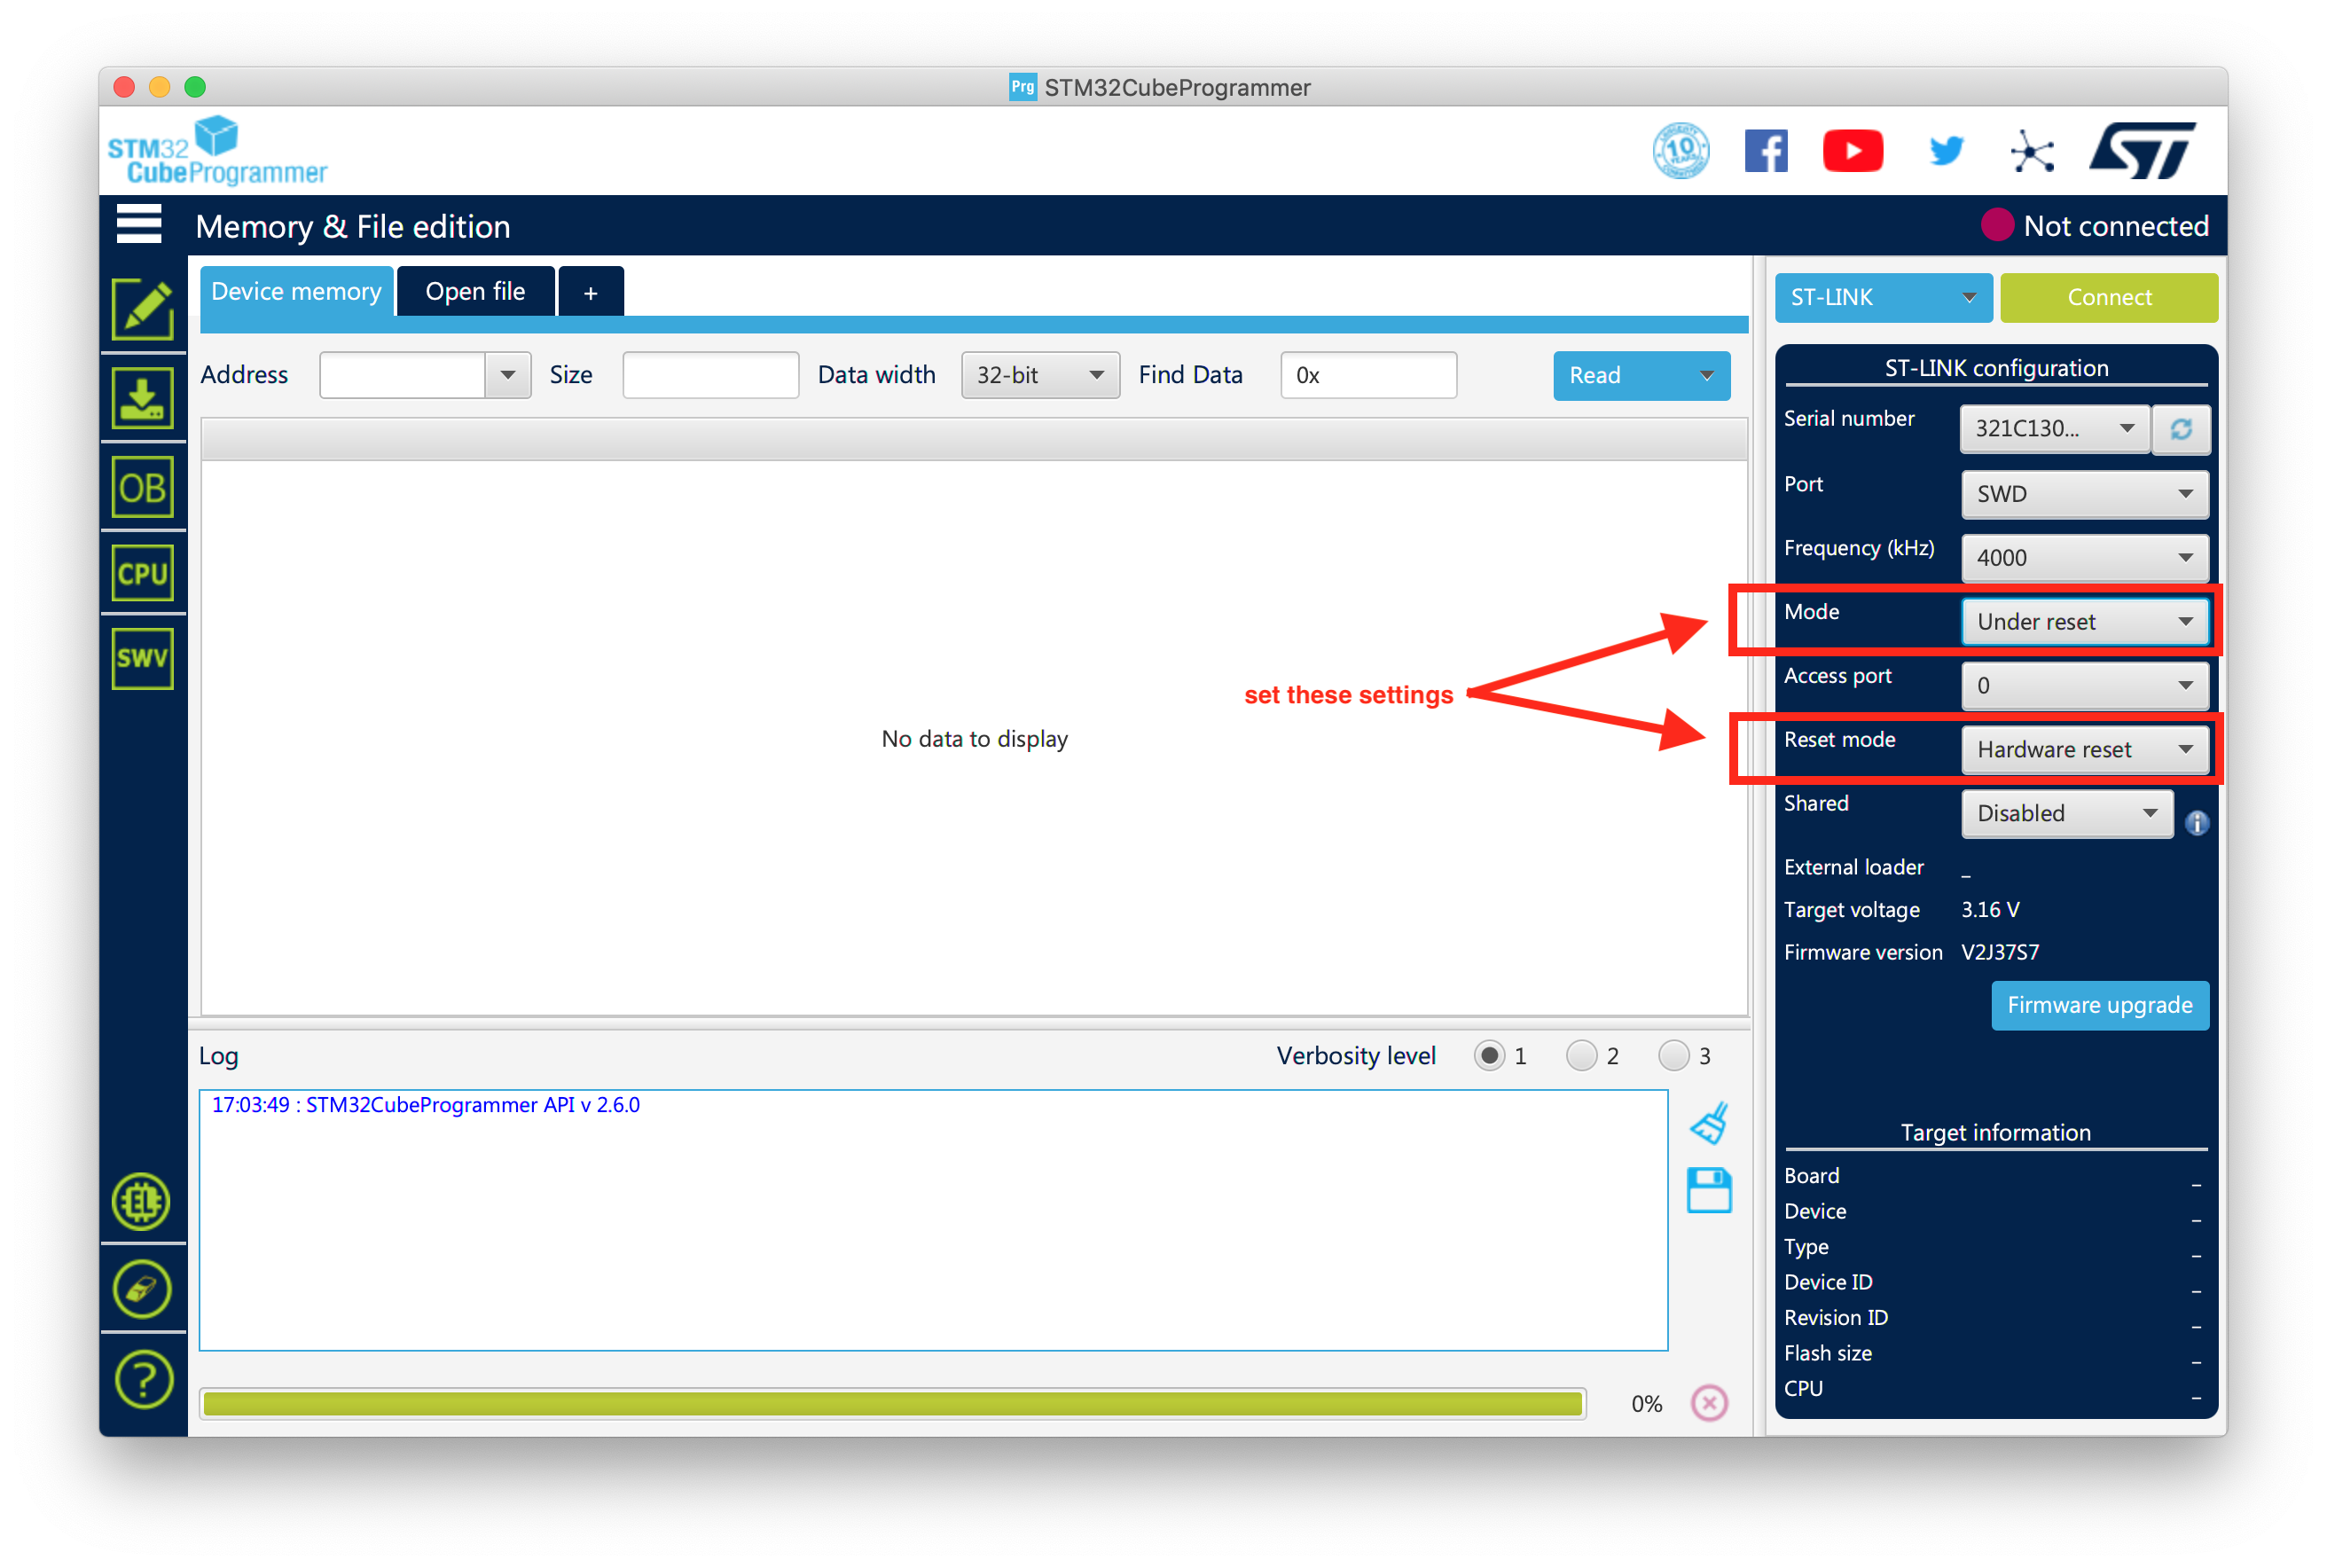 Prg STM32CubeProgrammer
STM32
CubeProgrammer
10
YEARS
Memory & File edition
Not connected
Device memory
Open file
+
ST-LINK
Connect
Address
Size
Data width
32-bit
Find Data
0x
Read
ST-LINK configuration
Serial number
321C130...
Port
SWD
Frequency (kHz)
4000
Mode
Under reset
Access port
0
Reset mode
Hardware reset
Shared
Disabled
External loader
_
Target voltage
3.16 V
Firmware version
V2J37S7
Firmware upgrade
OB
CPU
SWV
set these settings
No data to display
Log
Verbosity level
1
2
3
17:03:49 : STM32CubeProgrammer API v 2.6.0
EL
?
0%
Target information
Board _
Device _
Type _
Device ID _
Revision ID _
Flash size _
CPU _
ST